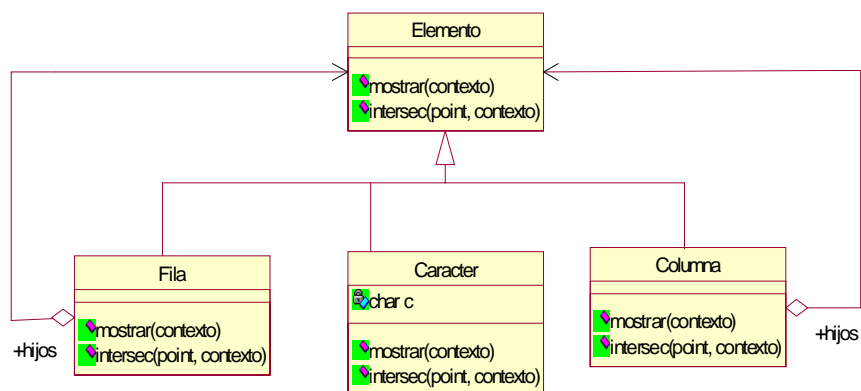 Elemento
mostrar(contexto)
intersec(point, contexto)
Fila
mostrar(contexto)
intersec(point, contexto)
+hijos
Caracter
char c
mostrar(contexto)
intersec(point, contexto)
Columna
mostrar(contexto)
intersec(point, contexto)
+hijos